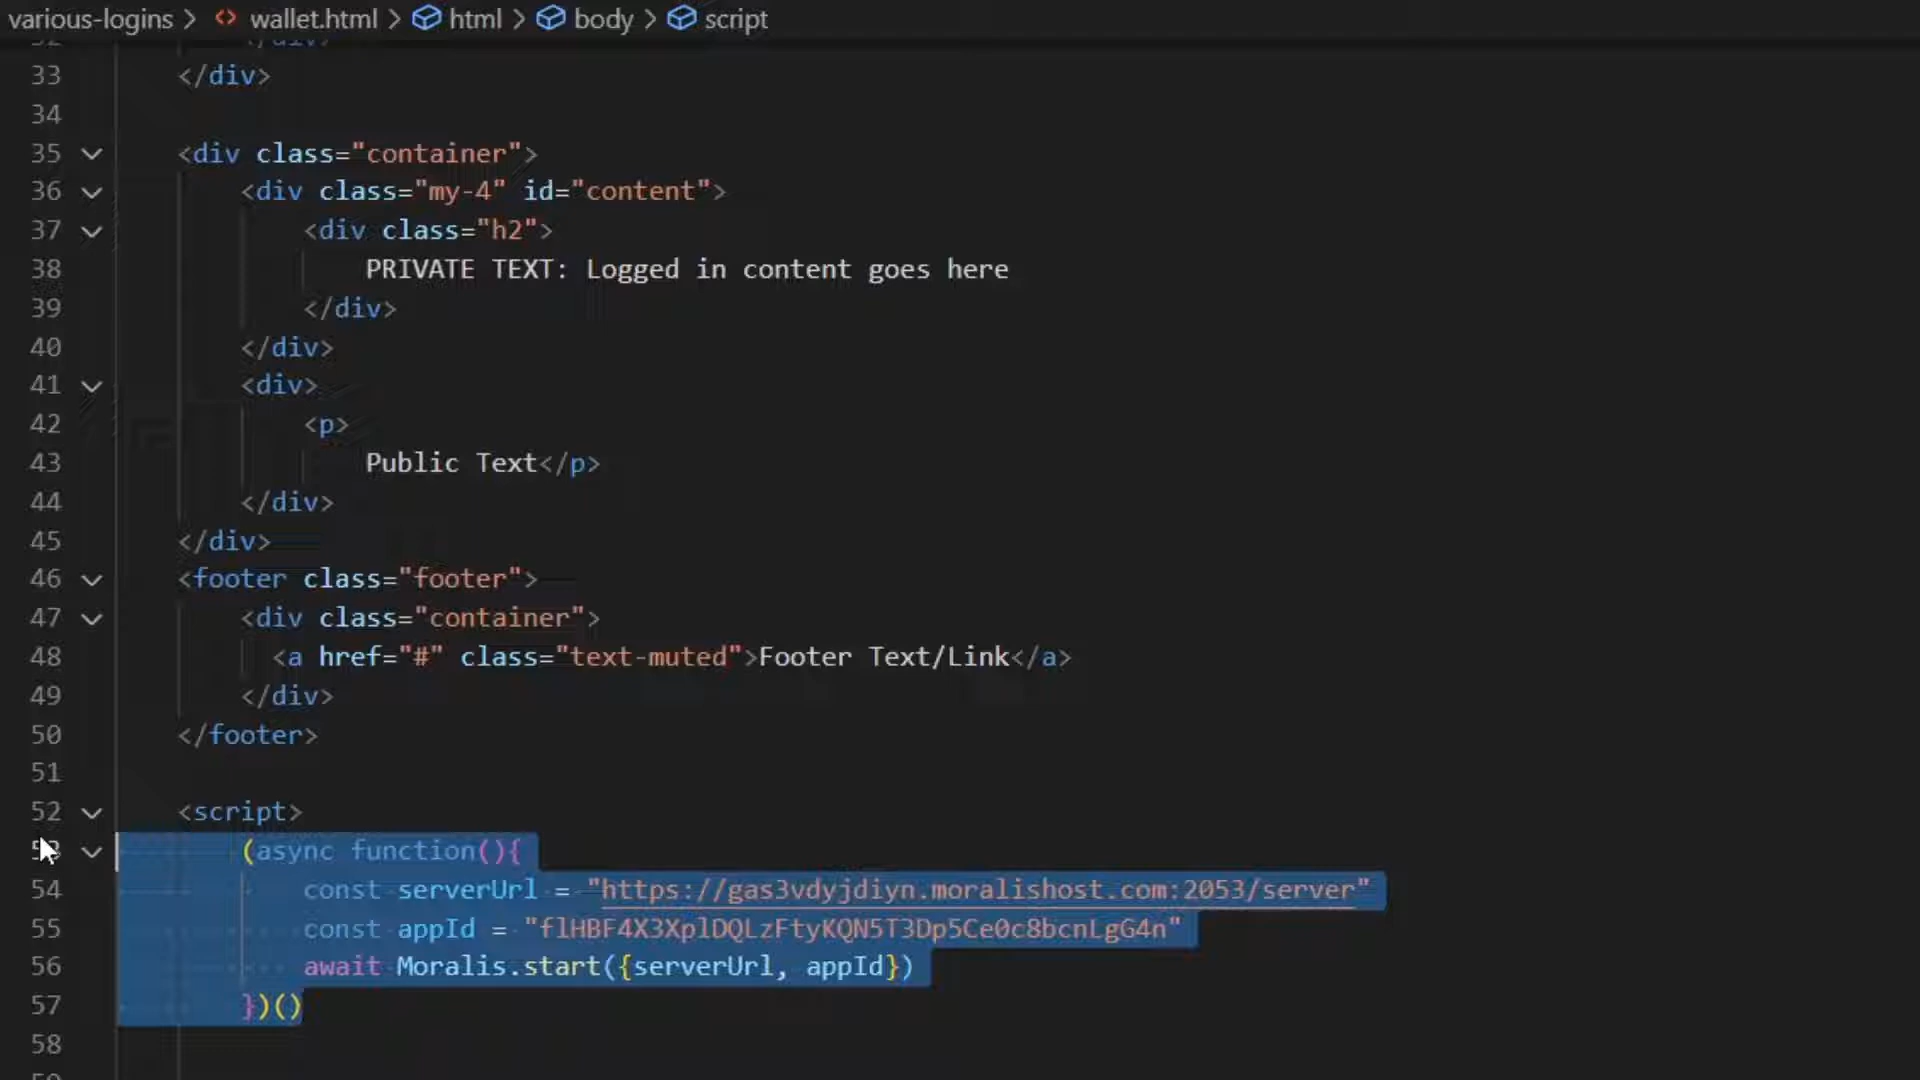 various-logins > wallet.html > html > body > script
33 </div>
34
35 <div class="container">
36 <div class="my-4" id="content">
37 <div class="h2">
38 PRIVATE TEXT: Logged in content goes here
39 </div>
40 </div>
41 <div>
42 <p>
43 Public Text</p>
44 </div>
45 </div>
46 <footer class="footer">
47 <div class="container">
48 <a href="#" class="text-muted">Footer Text/Link</a>
49 </div>
50 </footer>
51
52 <script>
53 (async function(){
54 const serverUrl = "https://gas3vdyjdiyn.moralishost.com:2053/server"
55 const appId = "flHBF4X3XplDQLzFtyKQN5T3Dp5Ce0c8bcnLgG4n"
56 await Moralis.start({serverUrl, appId})
57 })()
58